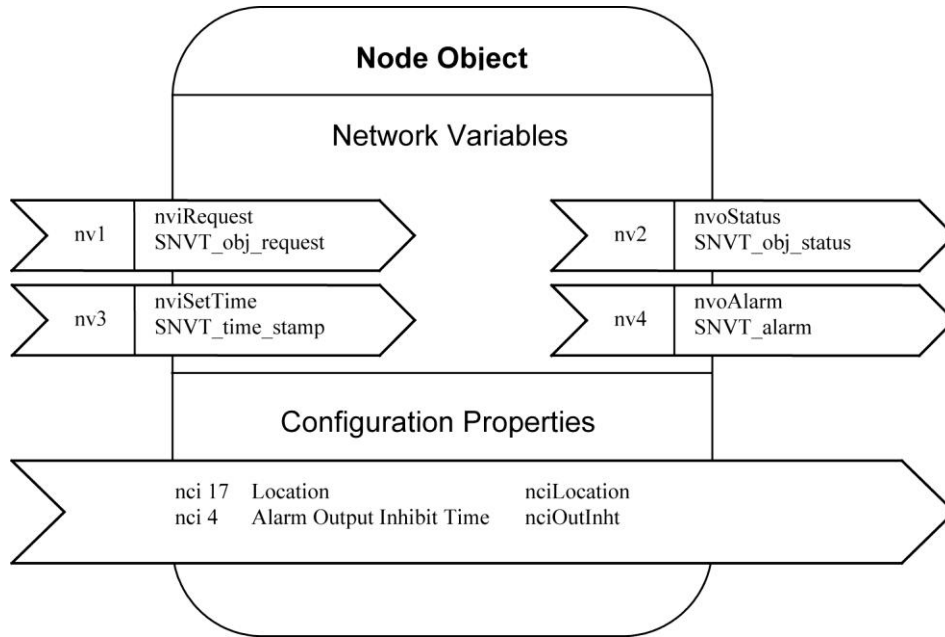 Node Object
Network Variables
nv1
nviRequest
SNVT_obj_request
nv2
nvoStatus
SNVT_obj_status
nv3
nviSetTime
SNVT_time_stamp
nv4
nvoAlarm
SNVT_alarm
Configuration Properties
nci 17 Location nciLocation
nci 4 Alarm Output Inhibit Time nciOutInht